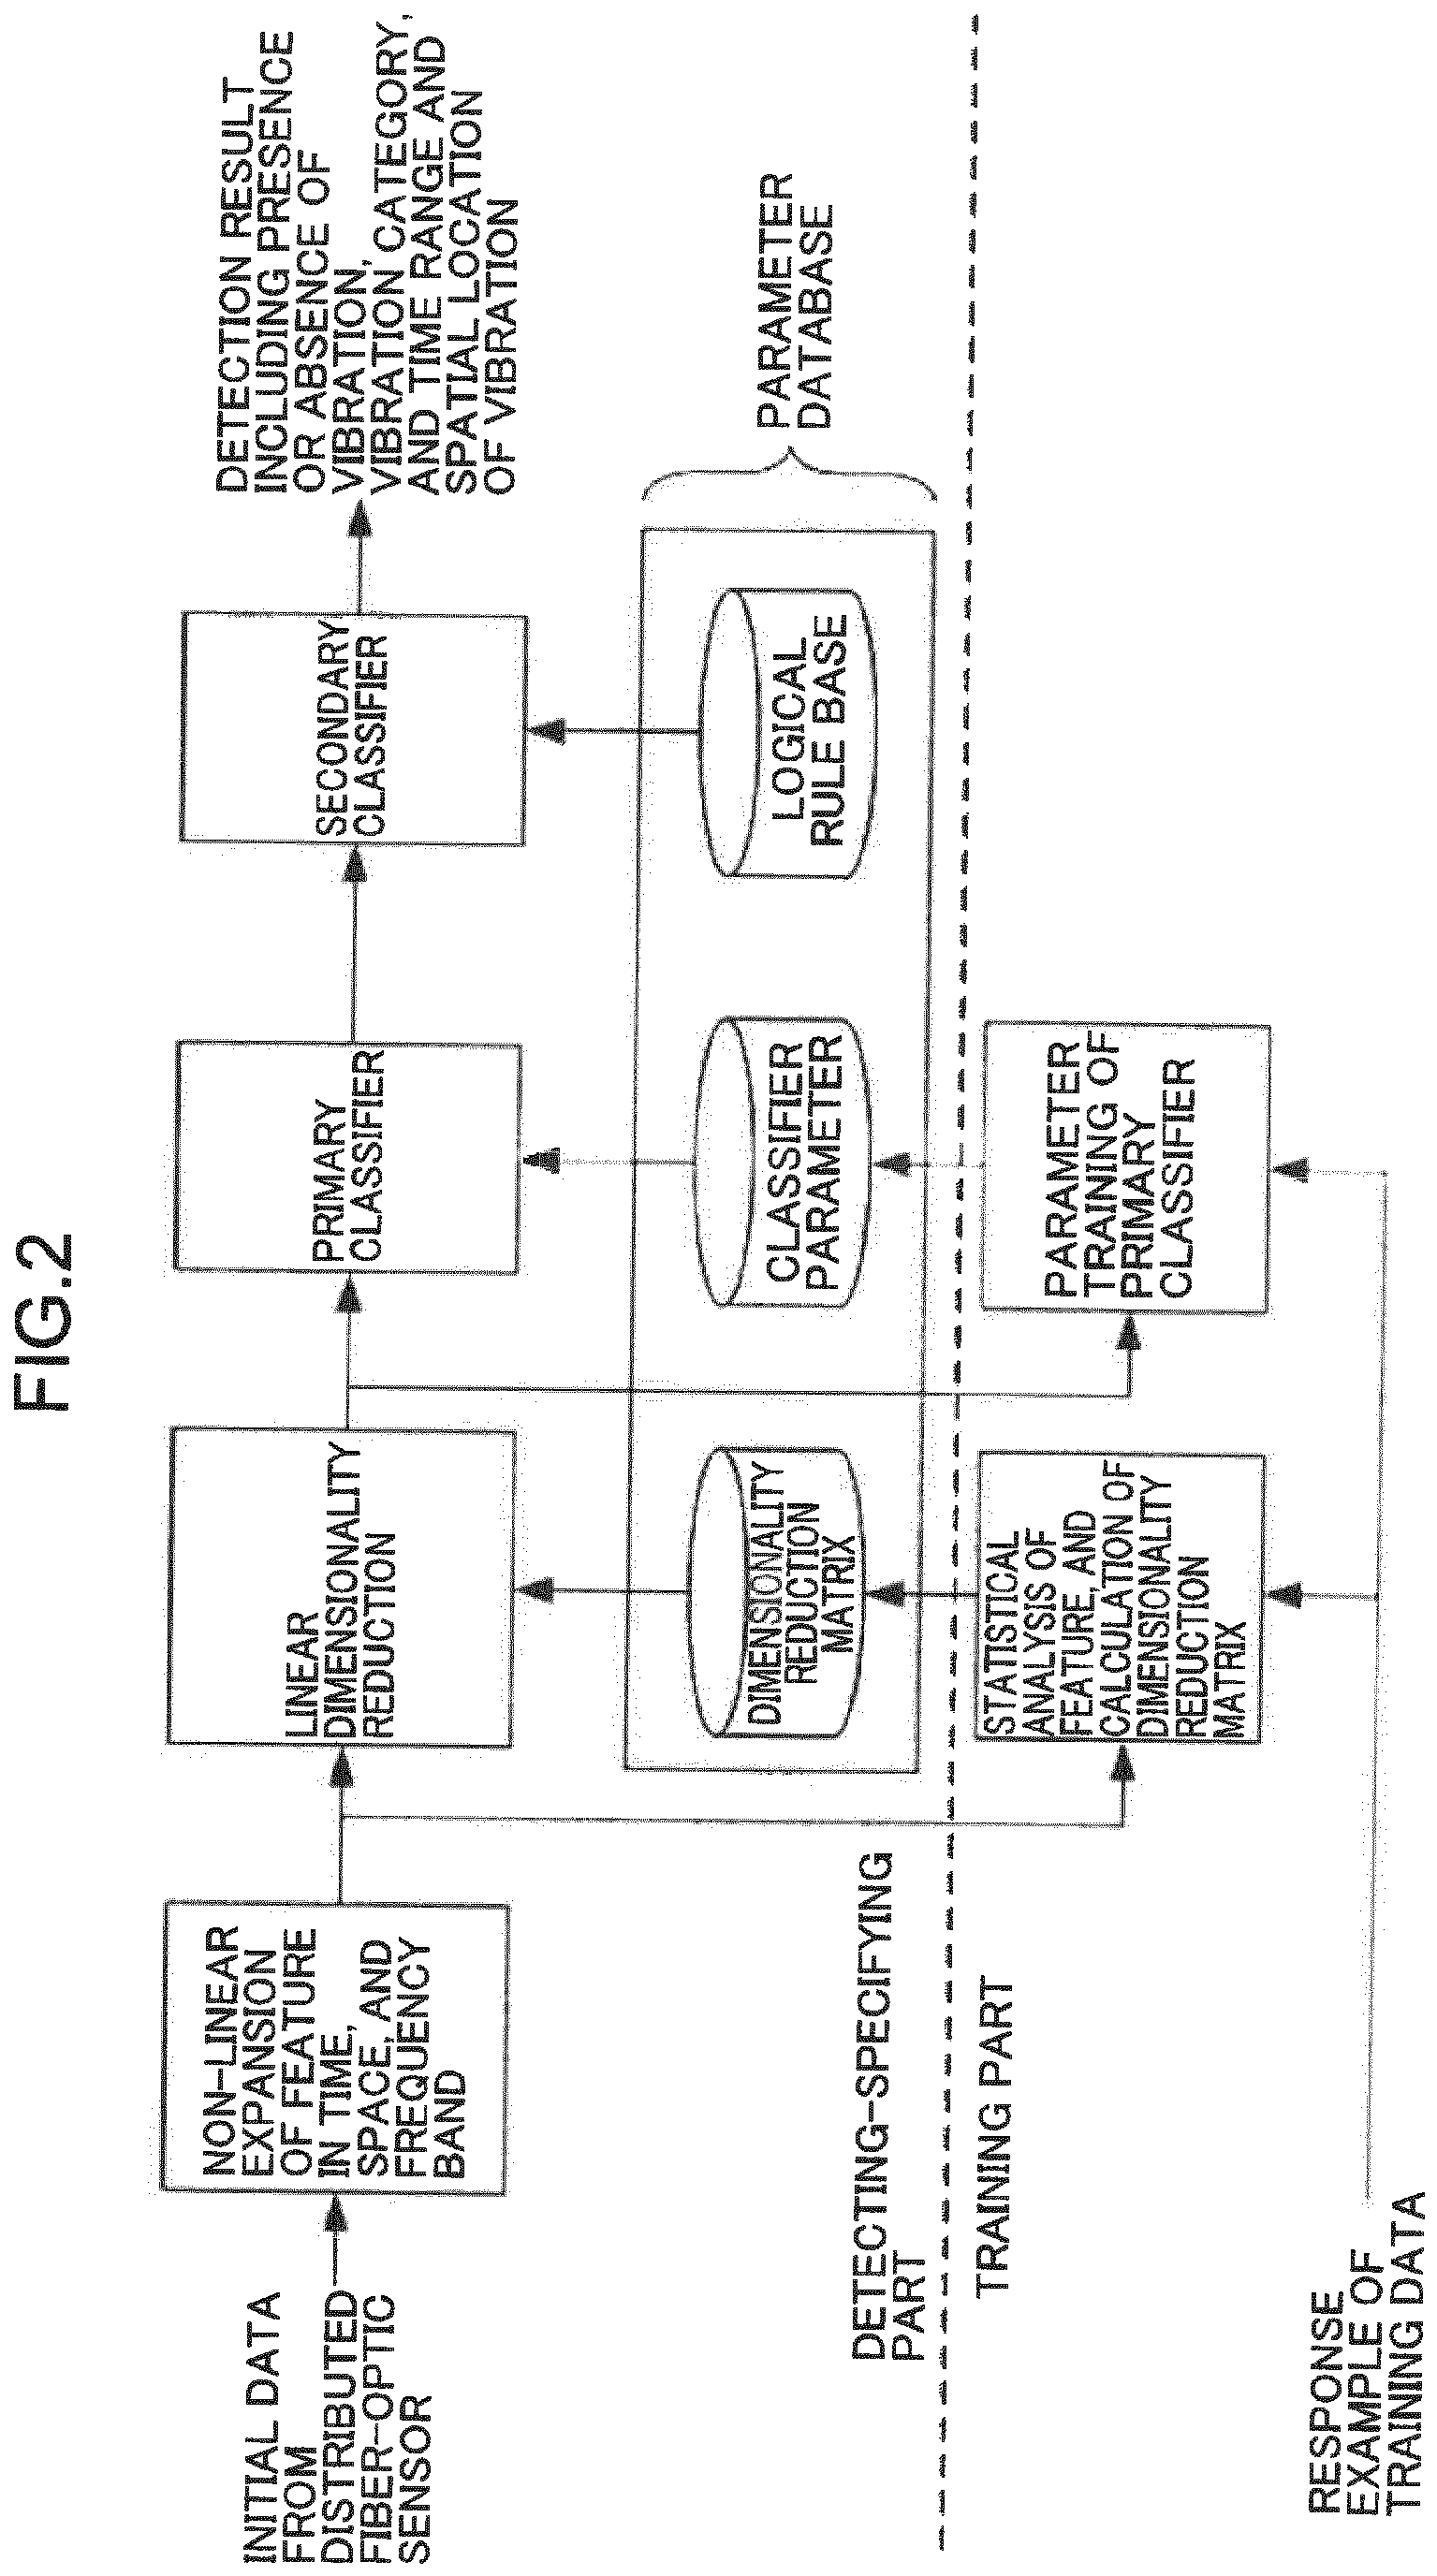 FIG.2
INITIAL DATA
FROM
DISTRIBUTED
FIBER-OPTIC
SENSOR
NON-LINEAR
EXPANSION
OF FEATURE
IN TIME,
SPACE, AND
FREQUENCY
BAND
LINEAR
DIMENSIONALITY
REDUCTION
PRIMARY
CLASSIFIER
SECONDARY
CLASSIFIER
DETECTION RESULT
INCLUDING PRESENCE
OR ABSENCE OF
VIBRATION,
VIBRATION CATEGORY,
AND TIME RANGE AND
SPATIAL LOCATION
OF VIBRATION
DIMENSIONALITY
REDUCTION
MATRIX
CLASSIFIER
PARAMETER
LOGICAL
RULE BASE
PARAMETER
DATABASE
DETECTING-SPECIFYING
PART
TRAINING PART
STATISTICAL
ANALYSIS OF
FEATURE, AND
CALCULATION OF
DIMENSIONALITY
REDUCTION
MATRIX
PARAMETER
TRAINING OF
PRIMARY
CLASSIFIER
RESPONSE
EXAMPLE OF
TRAINING DATA